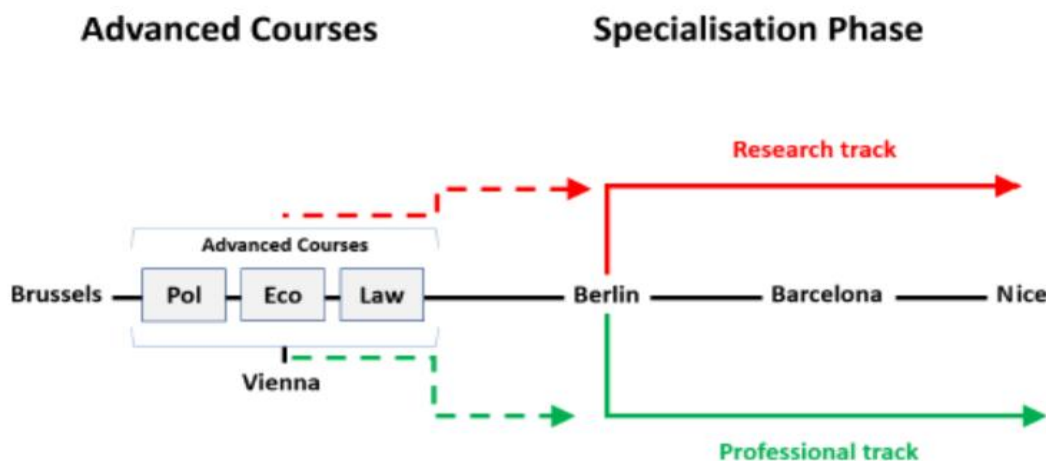 Advanced Courses
Specialisation Phase
Research track
Advanced Courses
Brussels
Pol
Eco
Law
Berlin
Barcelona
Nice
Vienna
Professional track